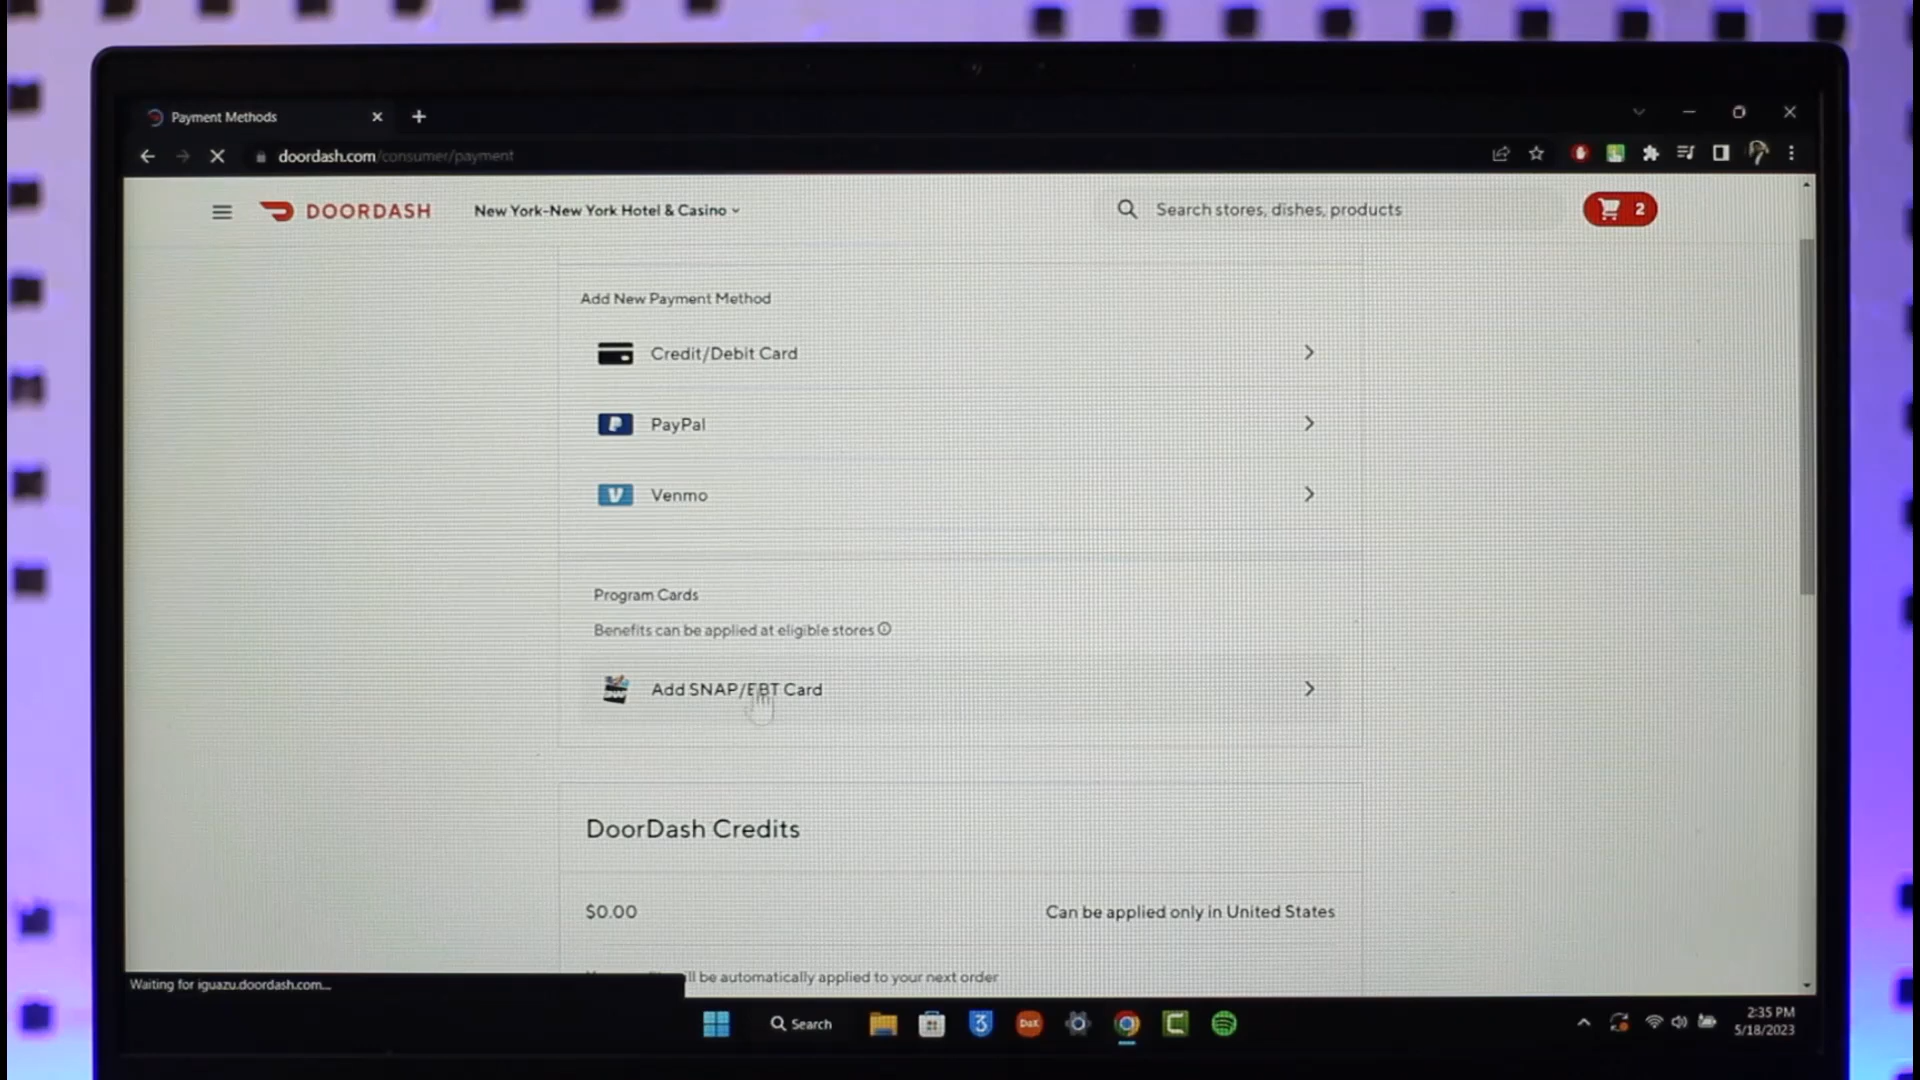 Payment Methods
doordash.com/consumer/payment
DOORDASH
New York-New York Hotel & Casino
Search stores, dishes, products
2
Add New Payment Method
Credit/Debit Card
PayPal
Venmo
Program Cards
Benefits can be applied at eligible stores
Add SNAP/EBT Card
DoorDash Credits
$0.00
Can be applied only in United States
be automatically applied to your next order
Waiting for iguazu.doordash.com...
Search
2:35 PM
5/18/2023